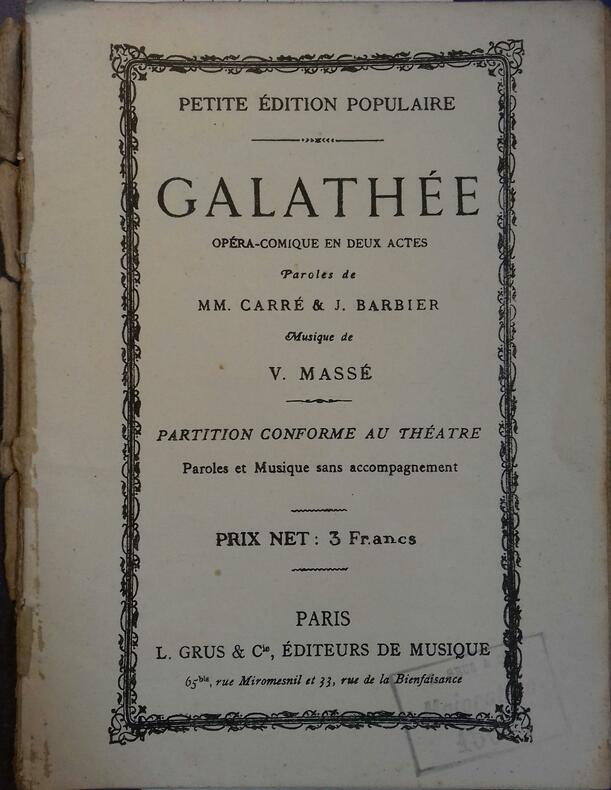 PETITE ÉDITION POPULAIRE
GALATHÉE
OPÉRA-COMIQUE EN DEUX ACTES
Paroles de
MM. CARRÉ & J. BARBIER
Musique de
V. MASSÉ
PARTITION CONFORME AU THÉATRE
Paroles et Musique sans accompagnement
PRIX NET : 3 Francs
PARIS
L. GRUS & Cie, ÉDITEURS DE MUSIQUE
65bis, rue Miromesnil et 33, rue de la Bienfaisance